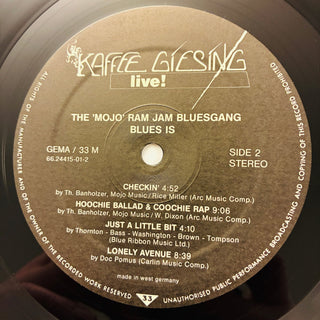 KAFFEE GIESING
live!
THE 'MOJO' RAM JAM BLUESGANG
BLUES IS
GEMA / 33 M
66.24415-01-2
SIDE 2
STEREO
CHECKIN' 4:52
by Th. Banholzer, Mojo Music/Rice Miller (Arc Music Comp.)
HOOCHIE BALLAD & COOCHIE RAP 9:06
by Th. Banholzer, Mojo Music / W. Dixon (Arc Music Comp.)
JUST A LITTLE BIT 4:10
by Thornton - Bass - Washington - Brown - Tompson
(Blue Ribbon Music Ltd.)
LONELY AVENUE 8:39
by Doc Pomus (Carlin Music Comp.)
made in west germany
33
ALL RIGHTS OF THE MANUFACTURER AND OF THE OWNER OF THE RECORDED WORK RESERVED
UNAUTHORISED PUBLIC PERFORMANCE BROADCASTING AND COPYING OF THIS RECORD PROHIBITED